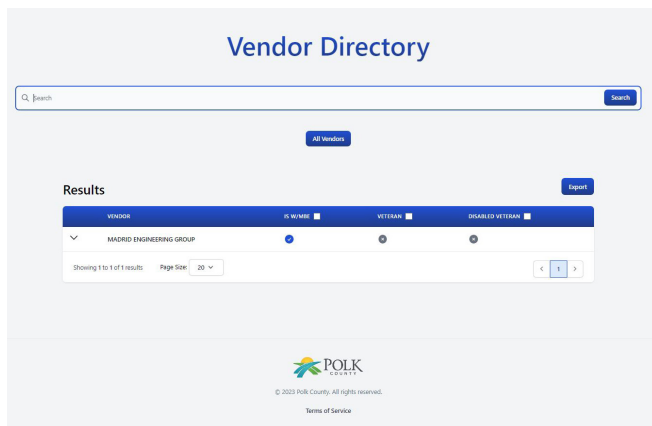 Vendor Directory
Search
Search
All Vendors
Results
Export
VENDOR IS W/MBE VETERAN DISABLED VETERAN
MADRID ENGINEERING GROUP
Showing 1 to 1 of 1 results Page Size: 20 1
POLK
COUNTY
© 2023 Polk County. All rights reserved.
Terms of Service